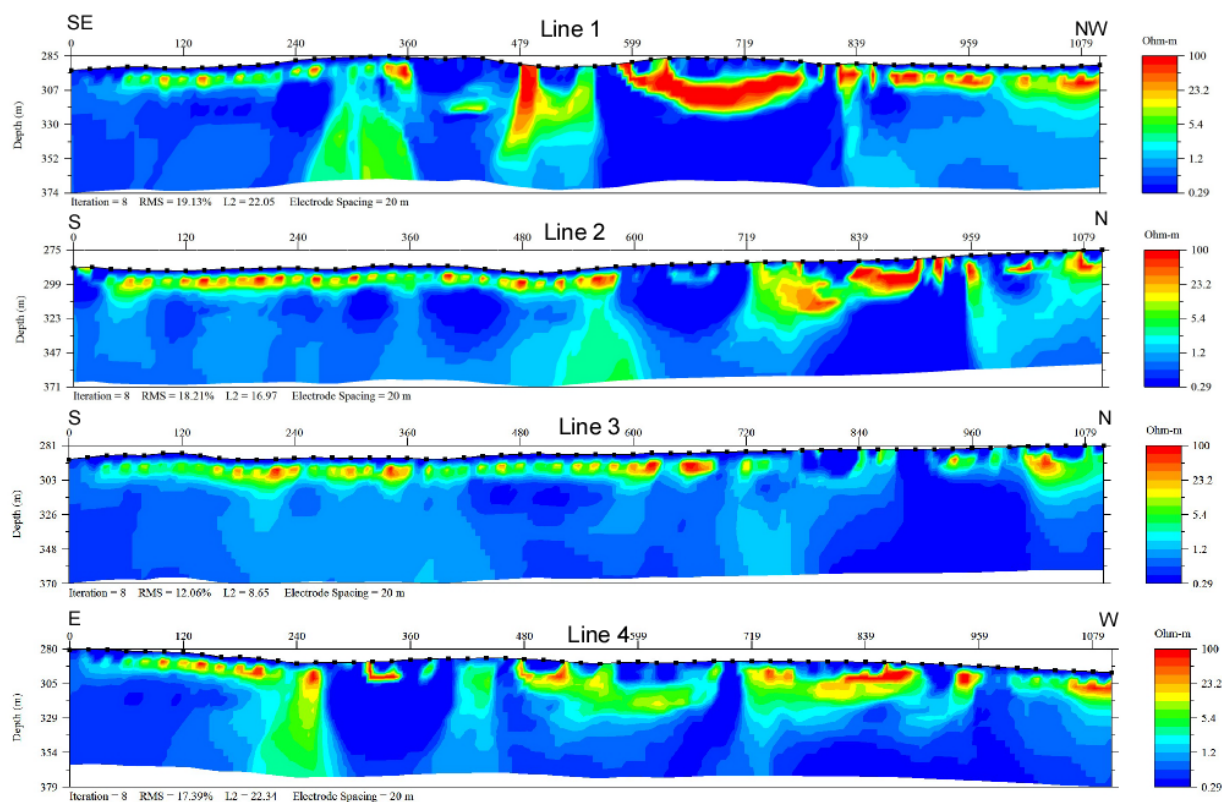 SE Line 1 NW
0 120 240 360 479 599 719 839 959 1079
Ohm-m
Depth (m)
285 307 330 352 374
100 23.2 5.4 1.2 0.29
Iteration = 8 RMS = 19.13% L2 = 22.05 Electrode Spacing = 20 m
S Line 2 N
0 120 240 360 480 600 719 839 959 1079
Ohm-m
Depth (m)
275 299 323 347 371
100 23.2 5.4 1.2 0.29
Iteration = 8 RMS = 18.21% L2 = 16.97 Electrode Spacing = 20 m
S Line 3 N
0 120 240 360 480 600 720 840 960 1079
Ohm-m
Depth (m)
281 303 326 348 370
100 23.2 5.4 1.2 0.29
Iteration = 8 RMS = 12.06% L2 = 8.65 Electrode Spacing = 20 m
E Line 4 W
0 120 240 360 480 599 719 839 959 1079
Ohm-m
Depth (m)
280 305 329 354 379
100 23.2 5.4 1.2 0.29
Iteration = 8 RMS = 17.39% L2 = 22.34 Electrode Spacing = 20 m